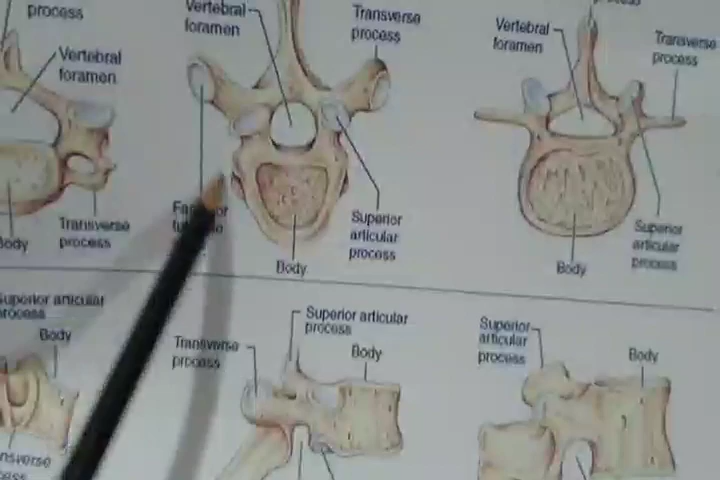 process
Vertebral
foramen
Transverse
process
Body
Vertebral
foramen
Transverse
process
Superior
articular
process
Body
Vertebral
foramen
process
Transverse
process
Superior
articular
process
Body
Superior articular
process
Body
Transverse
process
Superior articular
process
Body
Superior
articular
process
Body